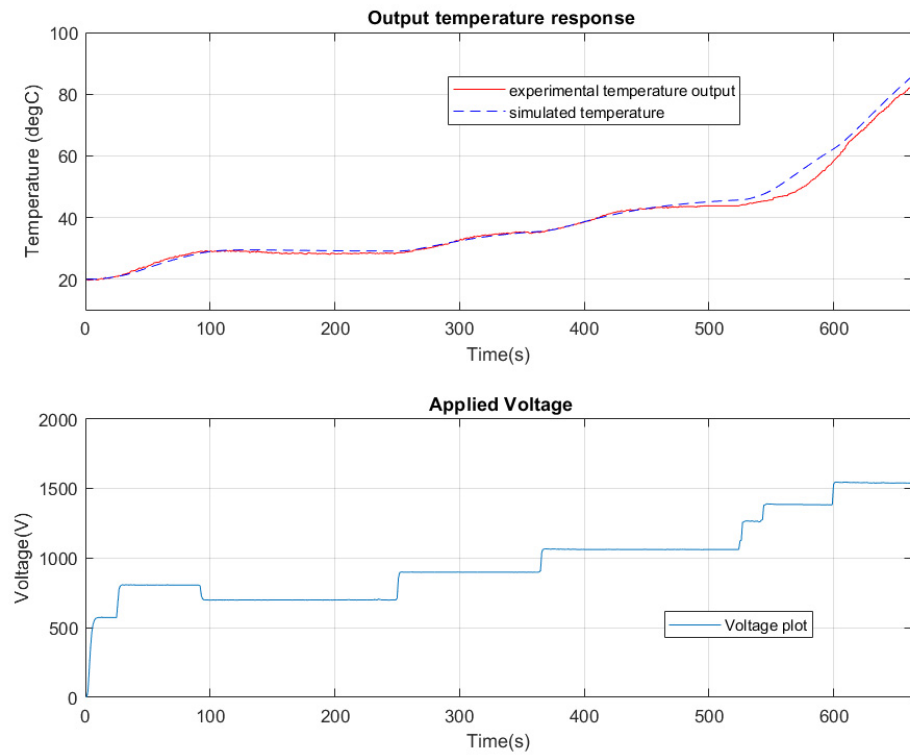 Output temperature response
100
80
60
40
20
Temperature (degC)
experimental temperature output
simulated temperature
0 100 200 300 400 500 600
Time(s)
Applied Voltage
2000
1500
1000
500
0
Voltage(V)
Voltage plot
0 100 200 300 400 500 600
Time(s)